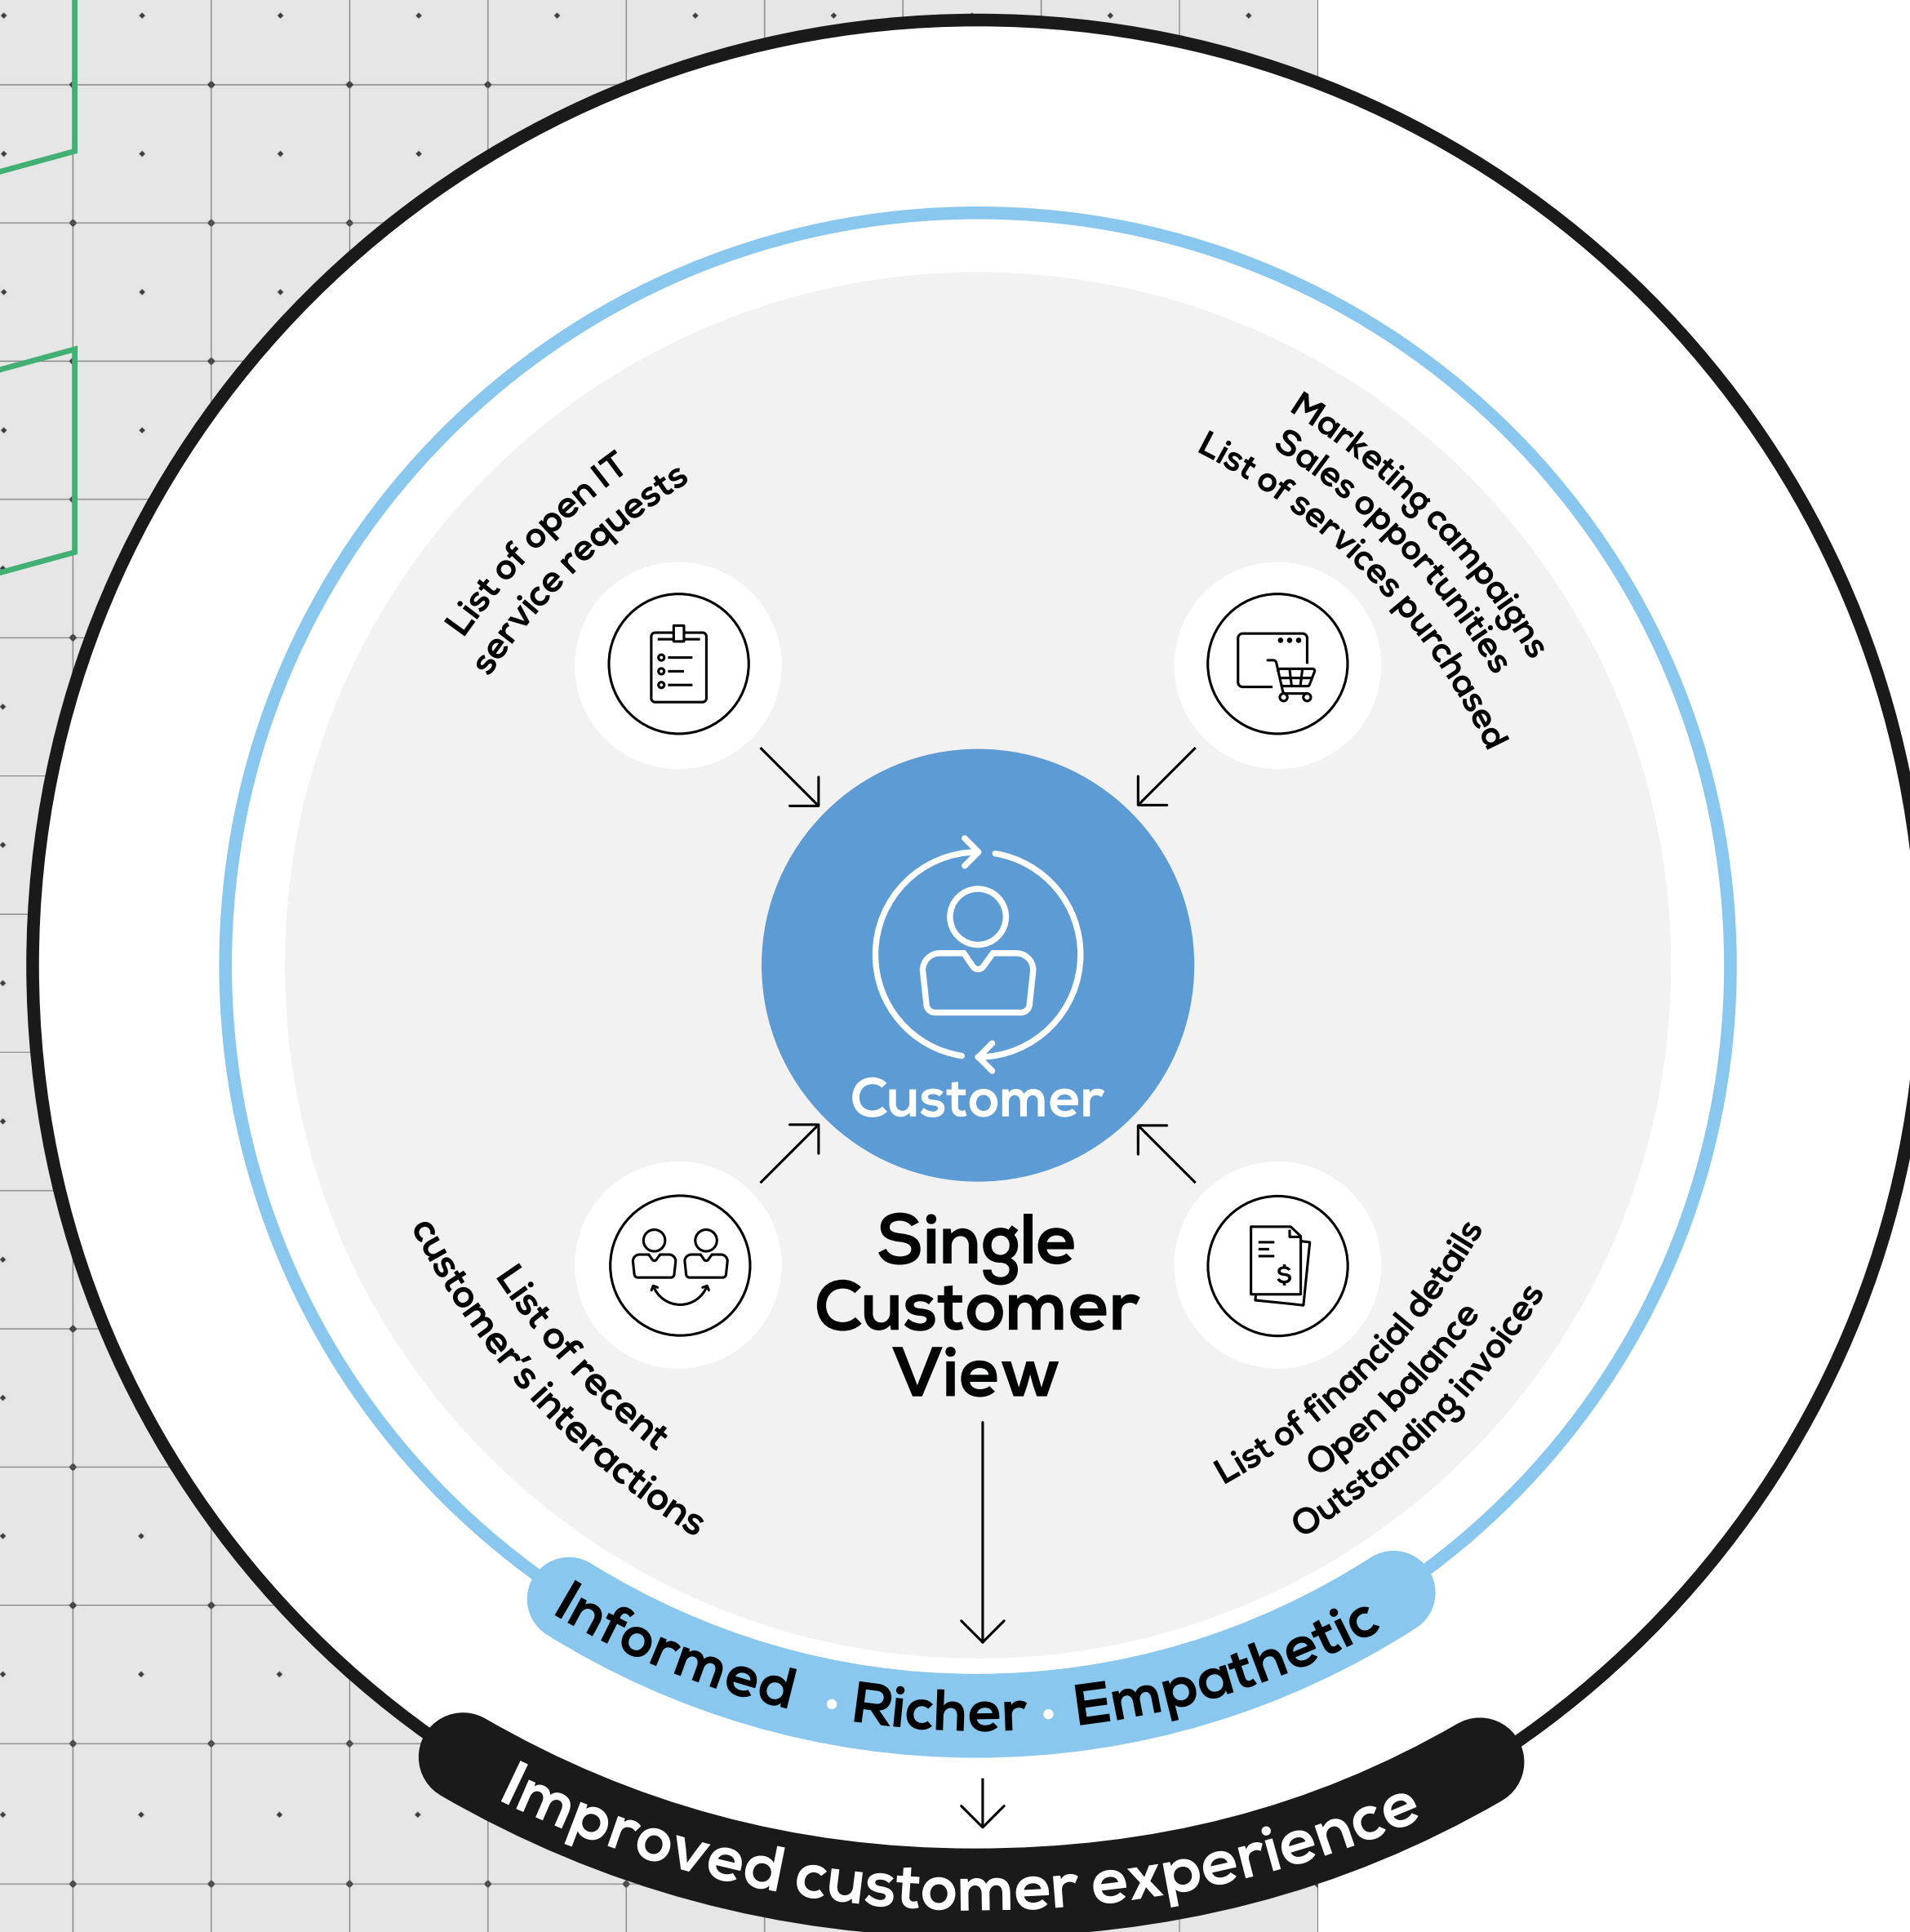 List of open IT
service requests
Marketing campaigns
Sales opportunities
List of services purchased
Customer
Single
Customer
View
List of recent
customer's interactions
List of financial details
Open balance
Outstanding invoices
Informed • Richer • Empathetic
Improved customer experience